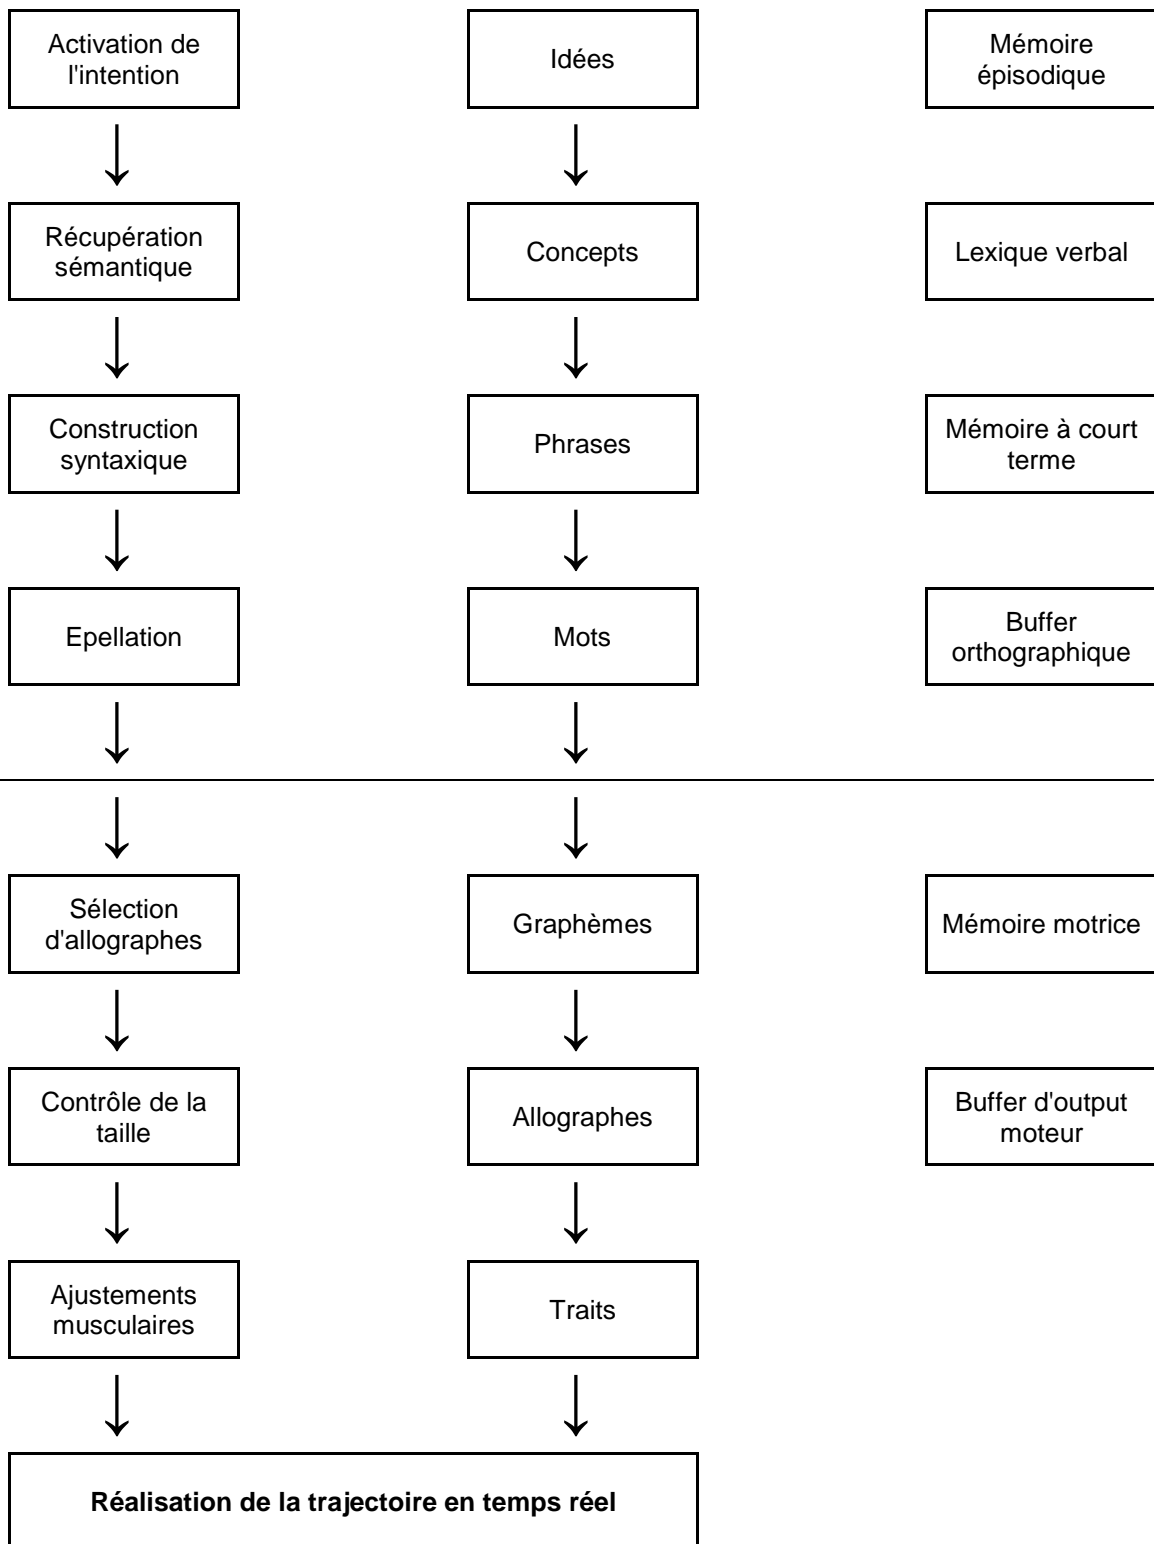 Activation de
l'intention
Idées
Mémoire
épisodique
Récupération
sémantique
Concepts
Lexique verbal
Construction
syntaxique
Phrases
Mémoire à court
terme
Epellation
Mots
Buffer
orthographique
Sélection
d'allographes
Graphèmes
Mémoire motrice
Contrôle de la
taille
Allographes
Buffer d'output
moteur
Ajustements
musculaires
Traits
Réalisation de la trajectoire en temps réel